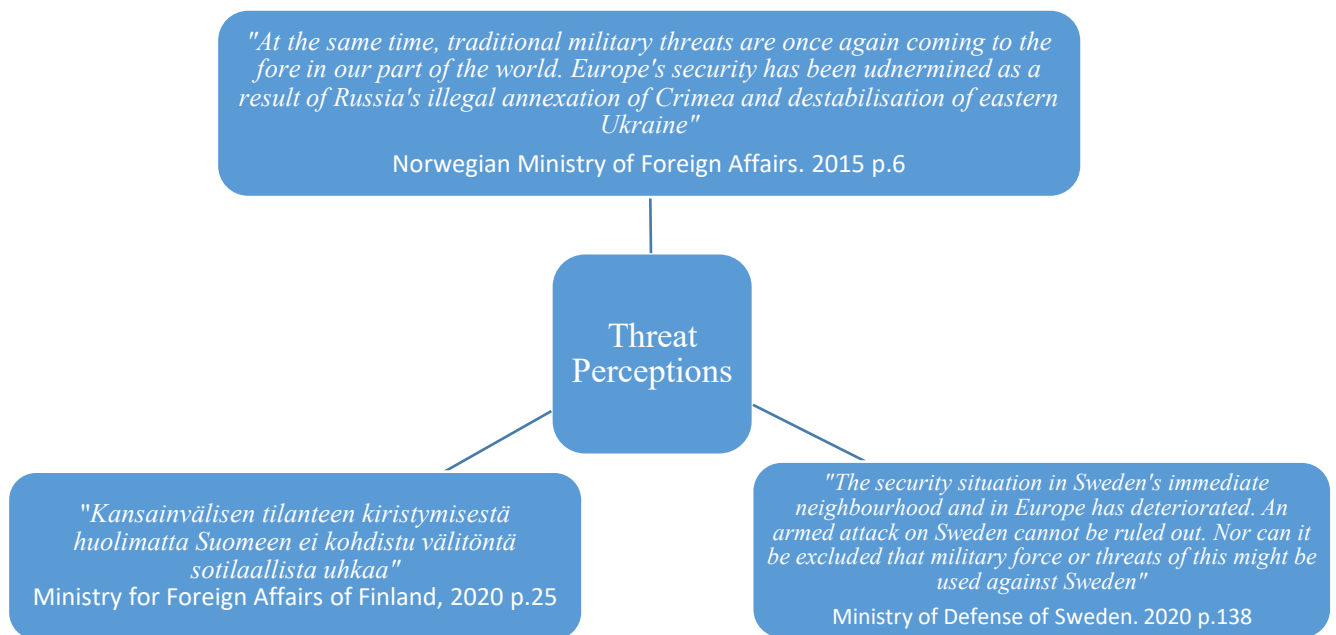 "At the same time, traditional military threats are once again coming to the
fore in our part of the world. Europe's security has been udnermined as a
result of Russia's illegal annexation of Crimea and destabilisation of eastern
Ukraine"
Norwegian Ministry of Foreign Affairs. 2015 p.6
Threat
Perceptions
"Kansainvälisen tilanteen kiristymisestä
huolimatta Suomeen ei kohdistu välitöntä
sotilaallista uhkaa"
Ministry for Foreign Affairs of Finland, 2020 p.25
"The security situation in Sweden's immediate
neighbourhood and in Europe has deteriorated. An
armed attack on Sweden cannot be ruled out. Nor can it
be excluded that military force or threats of this might be
used against Sweden"
Ministry of Defense of Sweden. 2020 p.138